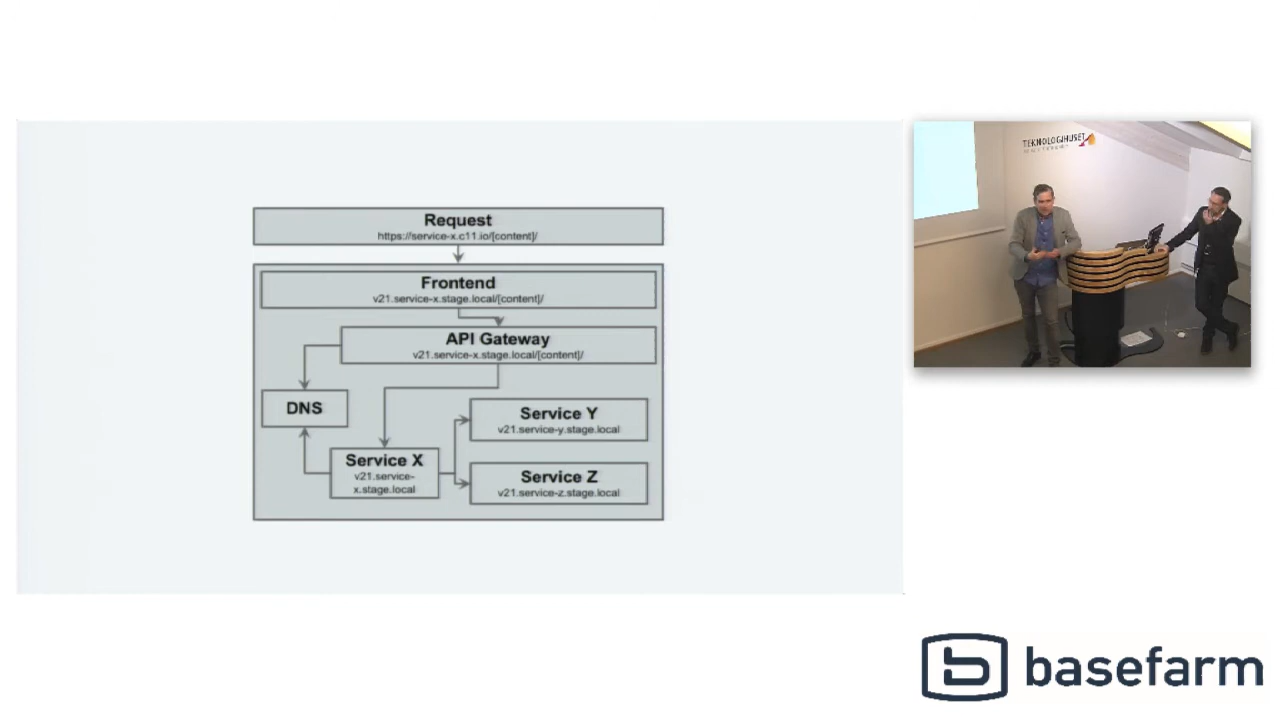 Request
https://service-x.c11.io/[content]/
Frontend
v21.service-x.stage.local/[content]/
API Gateway
v21.service-x.stage.local/[content]/
DNS
Service Y
v21.service-y.stage.local
Service X
v21.service-
x.stage.local
Service Z
v21.service-z.stage.local
TEKNOLOGIHUSET
basefarm